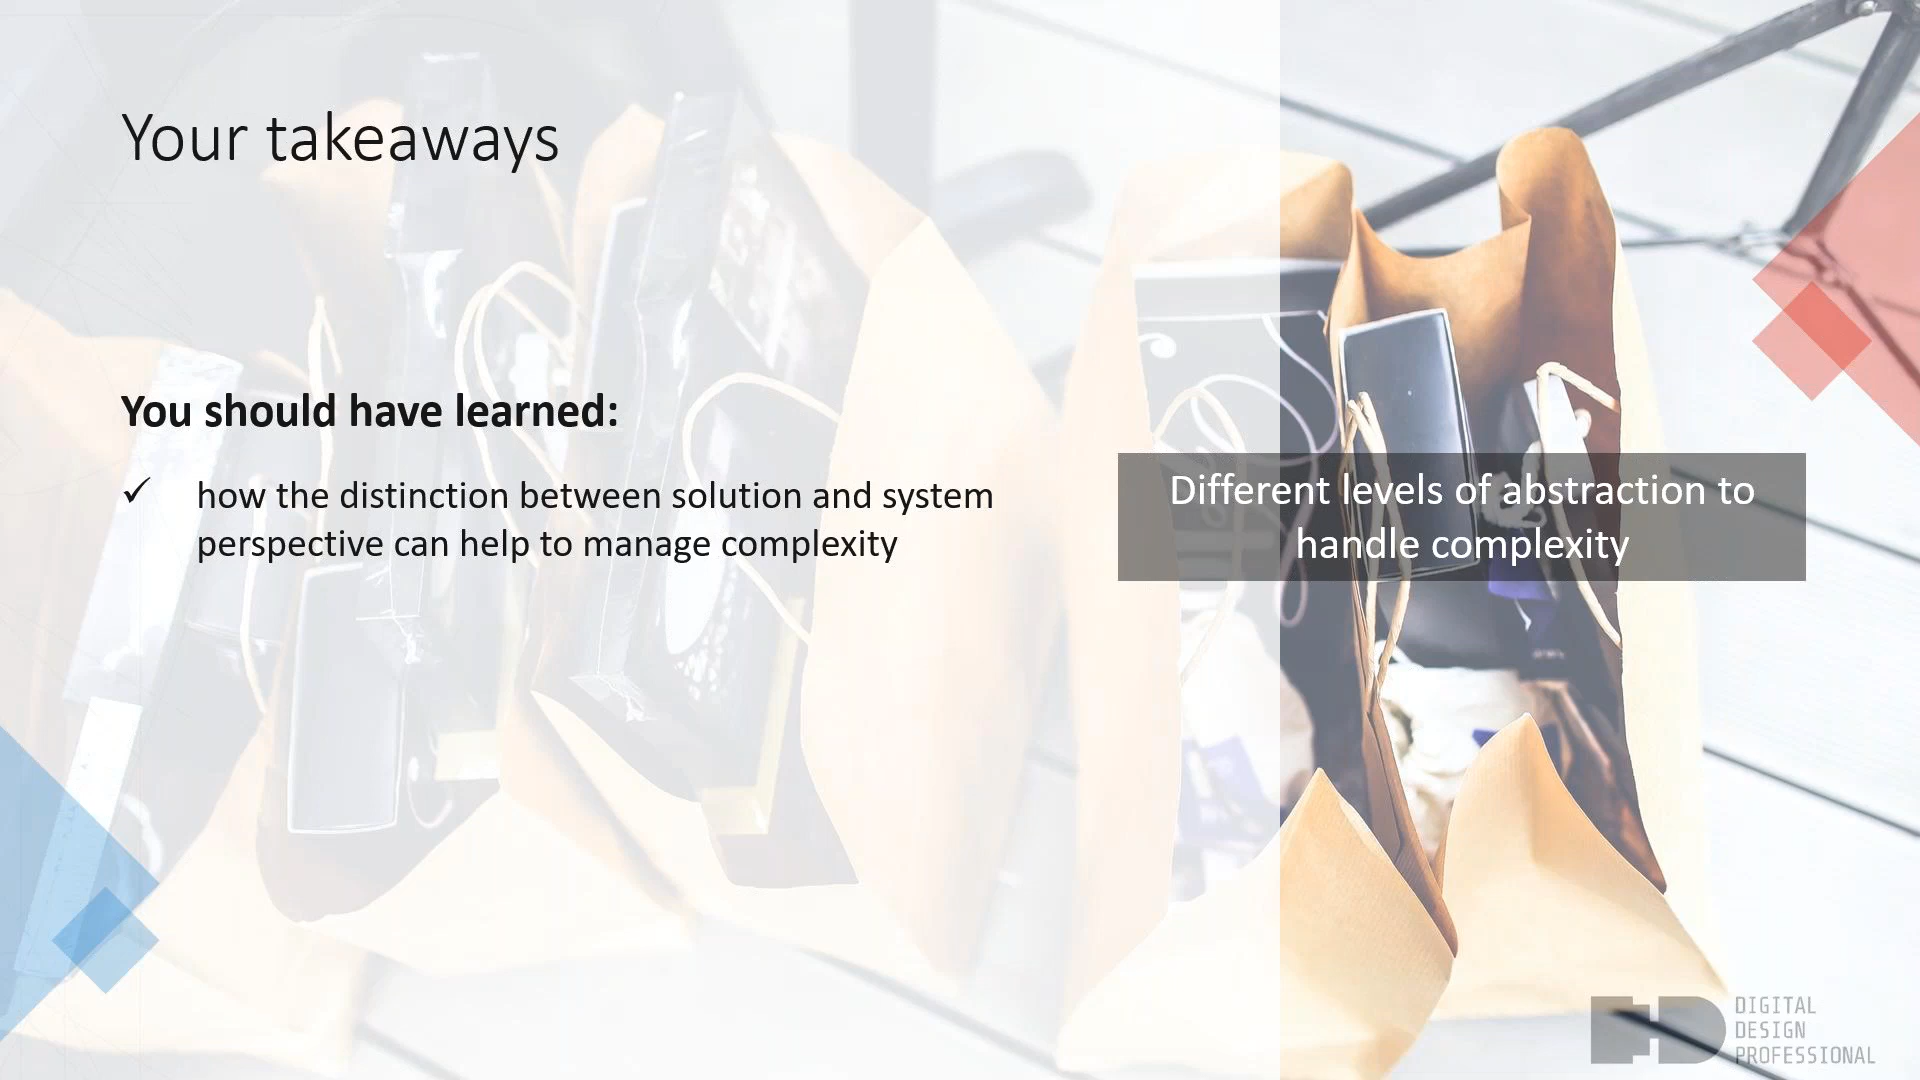 Your takeaways
You should have learned:
✓ how the distinction between solution and system
perspective can help to manage complexity
Different levels of abstraction to
handle complexity
DIGITAL
DESIGN
PROFESSIONAL